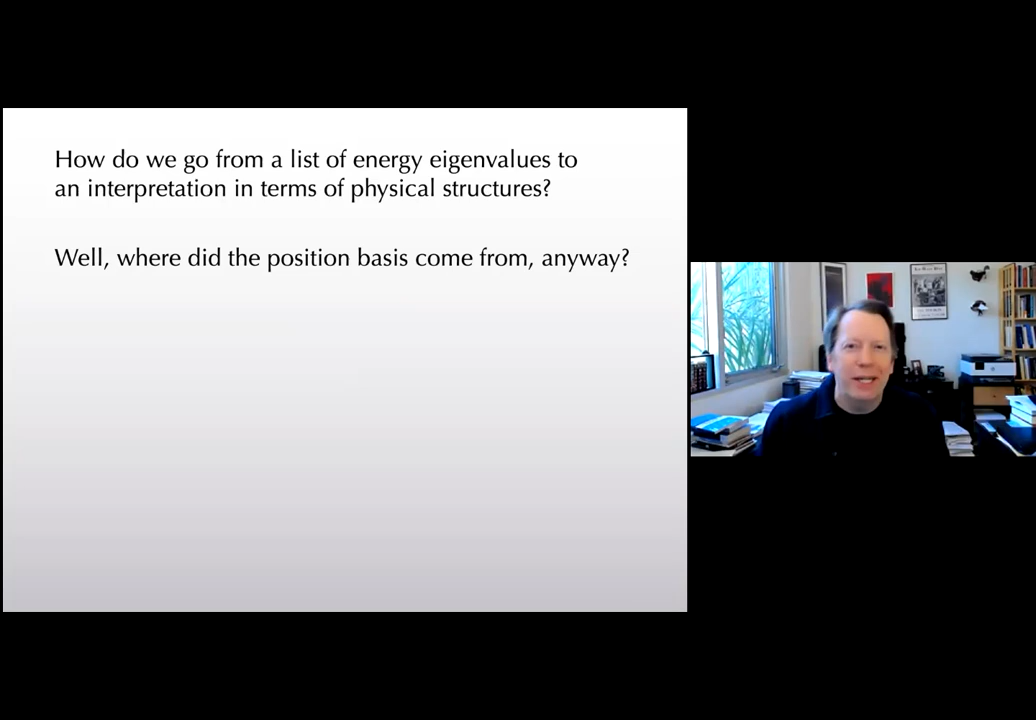 How do we go from a list of energy eigenvalues to
an interpretation in terms of physical structures?
Well, where did the position basis come from, anyway?